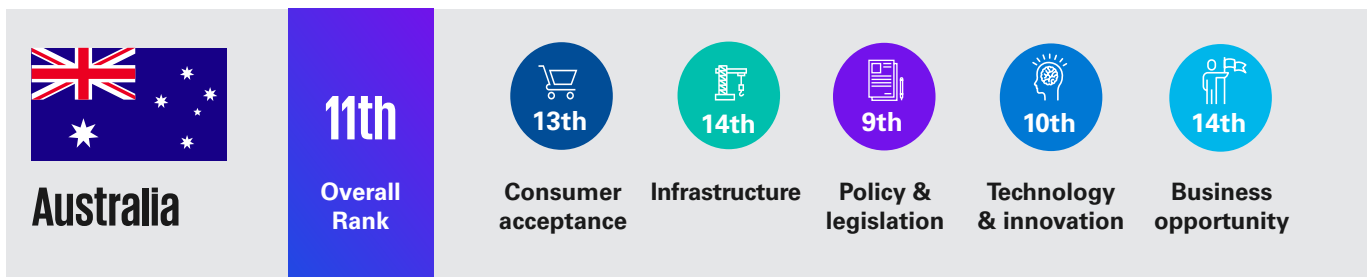 Australia
11th
Overall
Rank
13th
Consumer
acceptance
14th
Infrastructure
9th
Policy &
legislation
10th
Technology
& innovation
14th
Business
opportunity